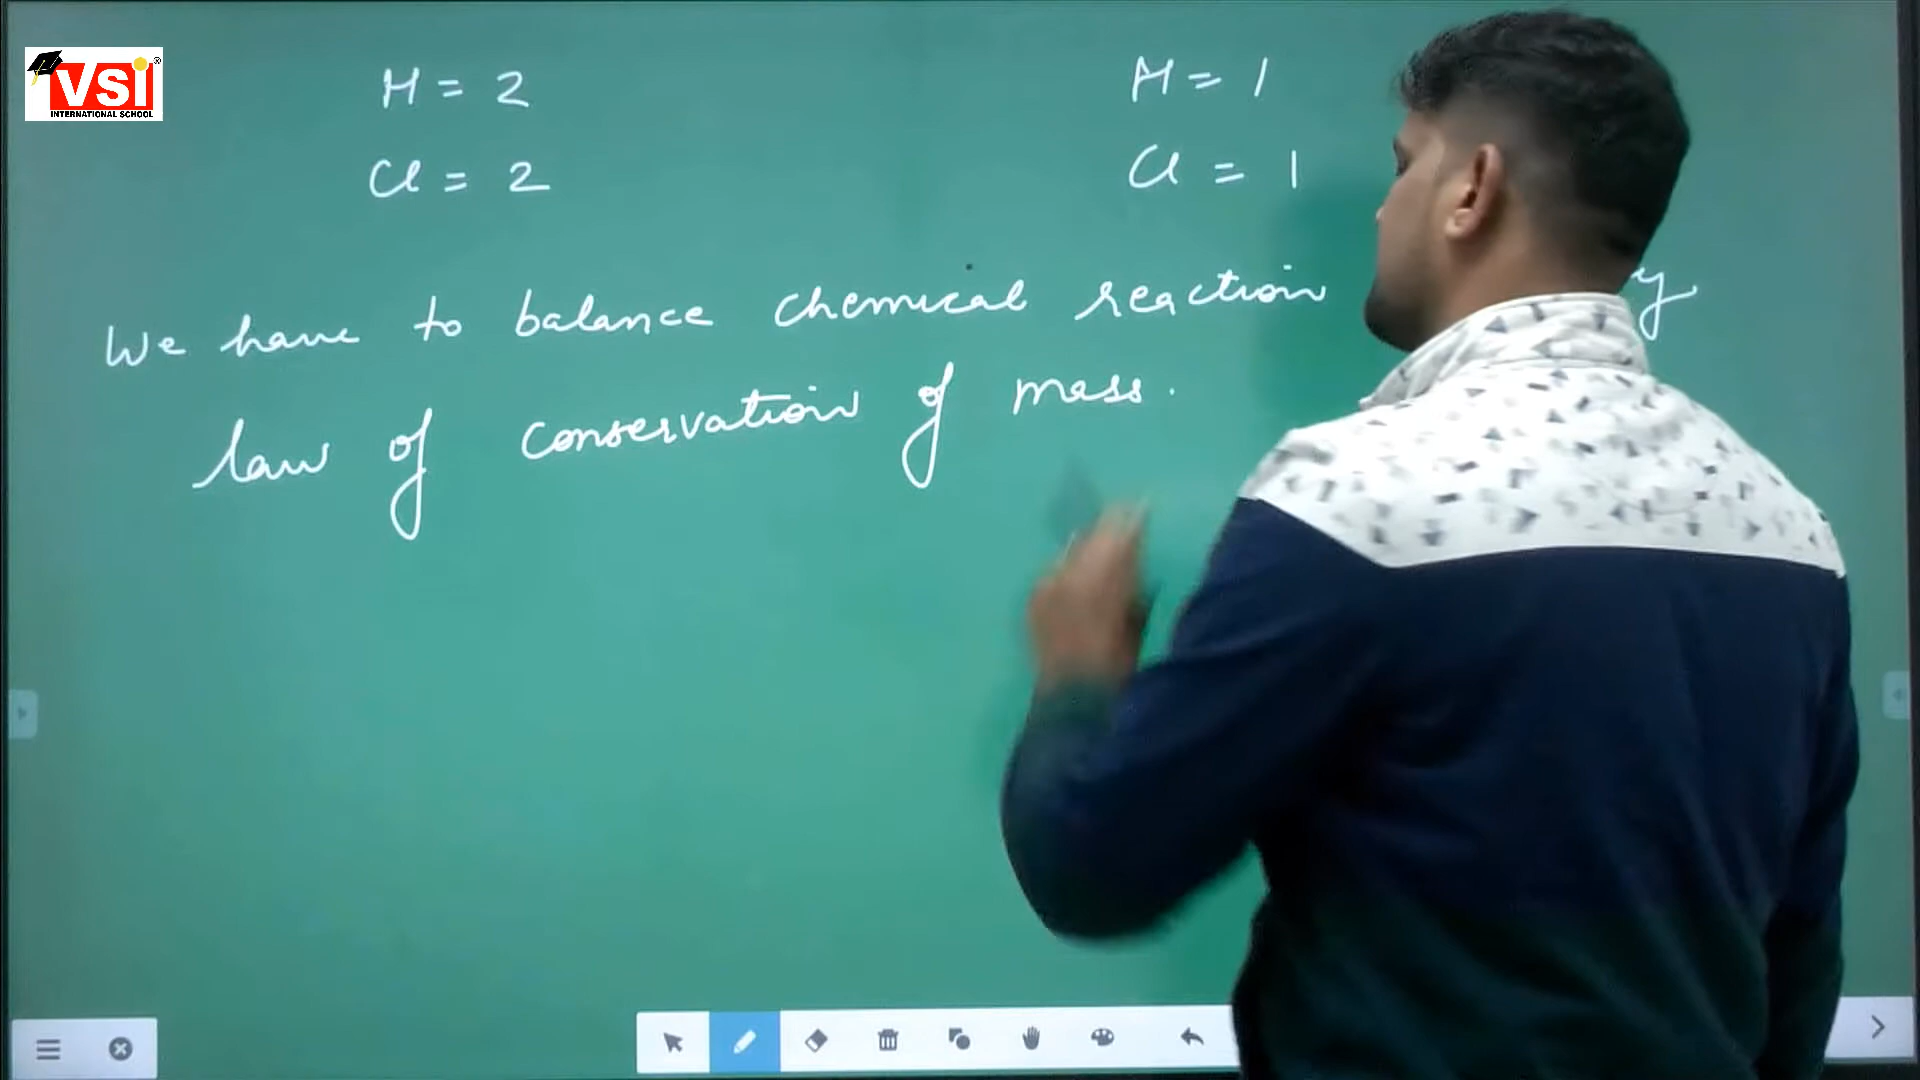 VSI
INTERNATIONAL SCHOOL
H = 2
H = 1
Cl = 2
Cl = 1
We have to balance chemical reaction
law of conservation of mass.